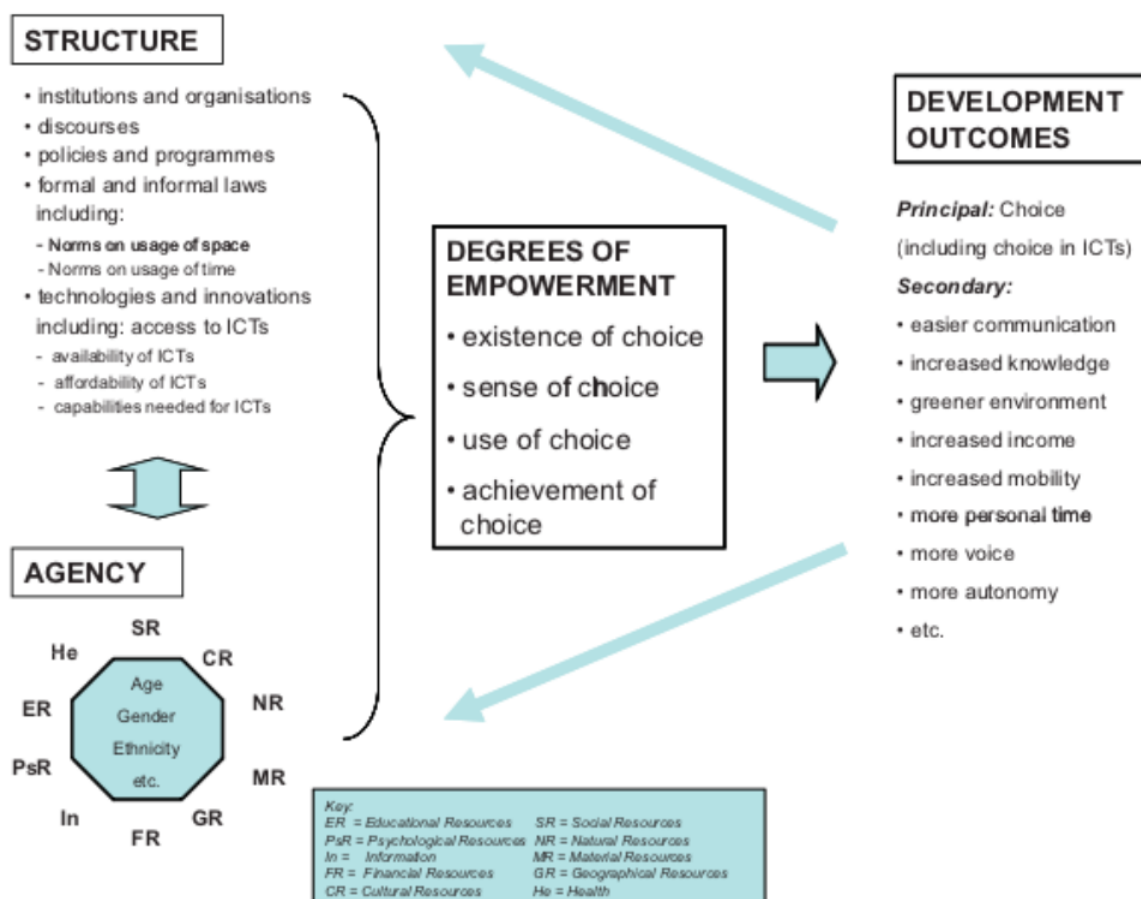 STRUCTURE
• institutions and organisations
• discourses
• policies and programmes
• formal and informal laws
including:
- Norms on usage of space
- Norms on usage of time
• technologies and innovations
including: access to ICTs
- availability of ICTs
- affordability of ICTs
- capabilities needed for ICTs
AGENCY
SR
He
CR
ER
NR
PsR
MR
In
GR
FR
Age
Gender
Ethnicity
etc.
DEGREES OF
EMPOWERMENT
• existence of choice
• sense of choice
• use of choice
• achievement of
choice
DEVELOPMENT
OUTCOMES
Principal: Choice
(including choice in ICTs)
Secondary:
• easier communication
• increased knowledge
• greener environment
• increased income
• increased mobility
• more personal time
• more voice
• more autonomy
• etc.
Key:
ER = Educational Resources SR = Social Resources
PsR = Psychological Resources NR = Natural Resources
In = Information MR = Material Resources
FR = Financial Resources GR = Geographical Resources
CR = Cultural Resources He = Health